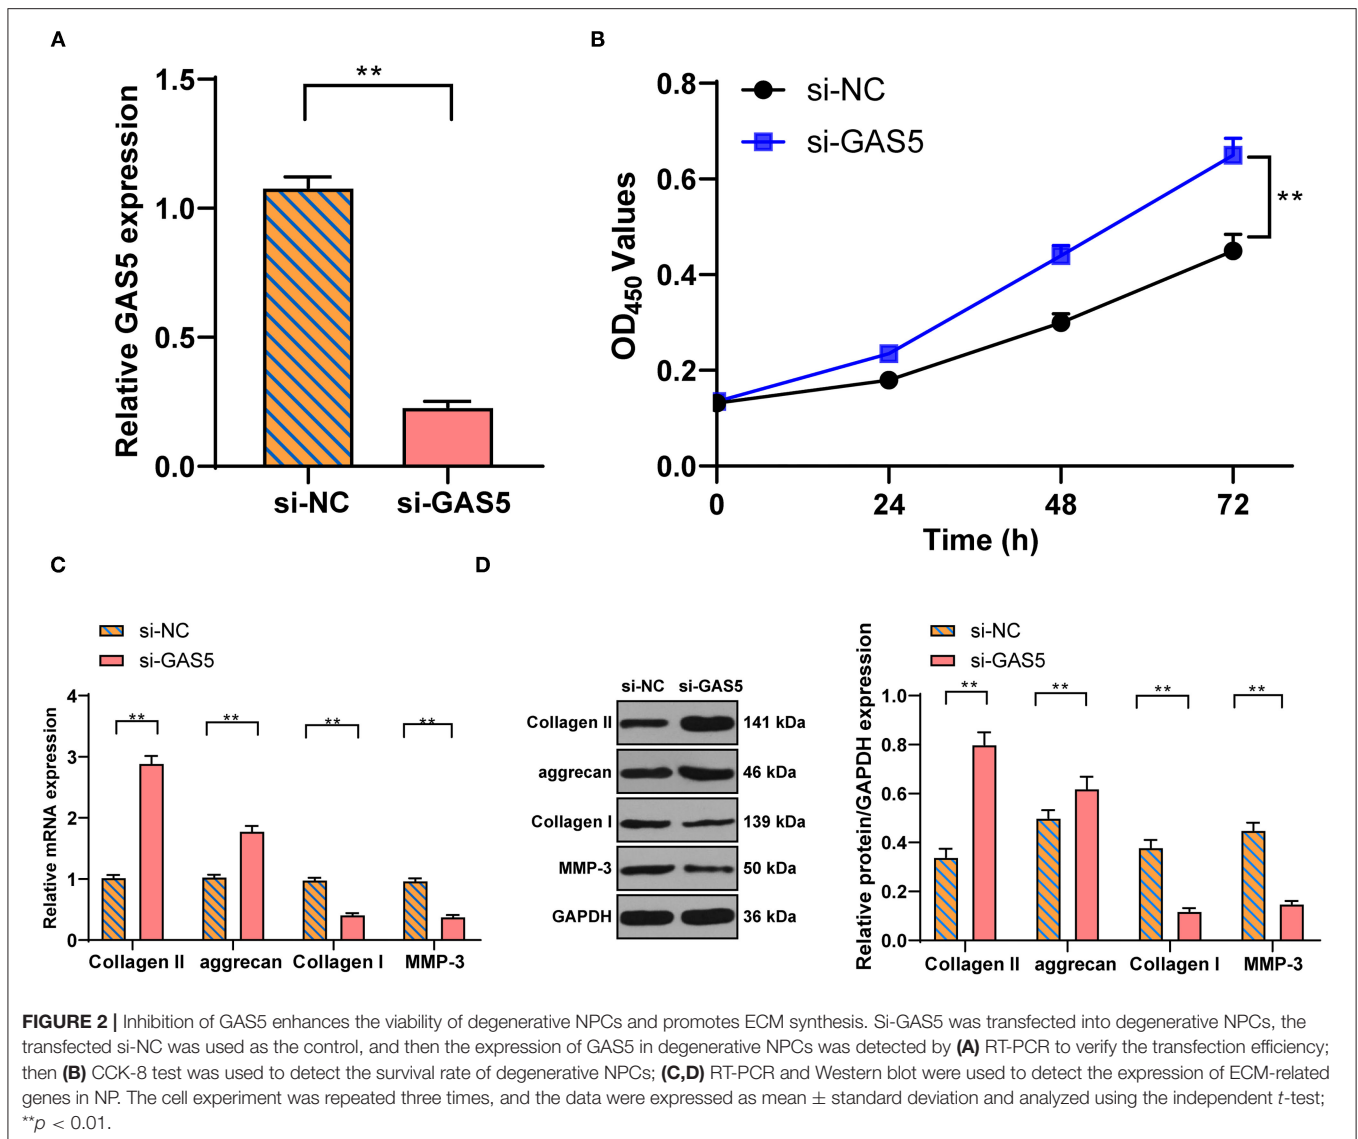 A
Relative GAS5 expression
1.5
1.0
0.5
0.0
**
si-NC
si-GAS5
B
OD450 Values
0.8
0.6
0.4
0.2
0.0
si-NC
si-GAS5
**
0
24
48
72
Time (h)
C
si-NC
si-GAS5
Relative mRNA expression
4
3
2
1
0
**
**
**
**
Collagen II
aggrecan
Collagen I
MMP-3
D
si-NC si-GAS5
Collagen II 141 kDa
aggrecan 46 kDa
Collagen I 139 kDa
MMP-3 50 kDa
GAPDH 36 kDa
si-NC
si-GAS5
Relative protein/GAPDH expression
1.0
0.8
0.6
0.4
0.2
0.0
**
**
**
**
Collagen II
aggrecan
Collagen I
MMP-3
FIGURE 2 | Inhibition of GAS5 enhances the viability of degenerative NPCs and promotes ECM synthesis. Si-GAS5 was transfected into degenerative NPCs, the
transfected si-NC was used as the control, and then the expression of GAS5 in degenerative NPCs was detected by (A) RT-PCR to verify the transfection efficiency;
then (B) CCK-8 test was used to detect the survival rate of degenerative NPCs; (C,D) RT-PCR and Western blot were used to detect the expression of ECM-related
genes in NP. The cell experiment was repeated three times, and the data were expressed as mean ± standard deviation and analyzed using the independent t-test;
**p < 0.01.